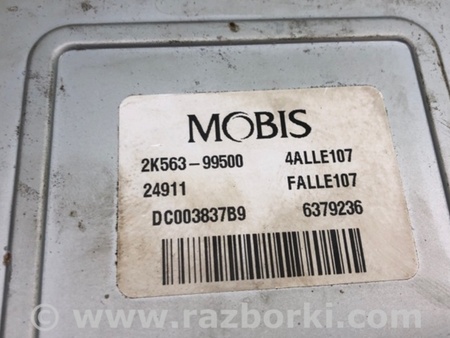 MOBIS
2K563-99500 4ALLE107
24911 FALLE107
DC003837B9 6379236
www.razborki.com